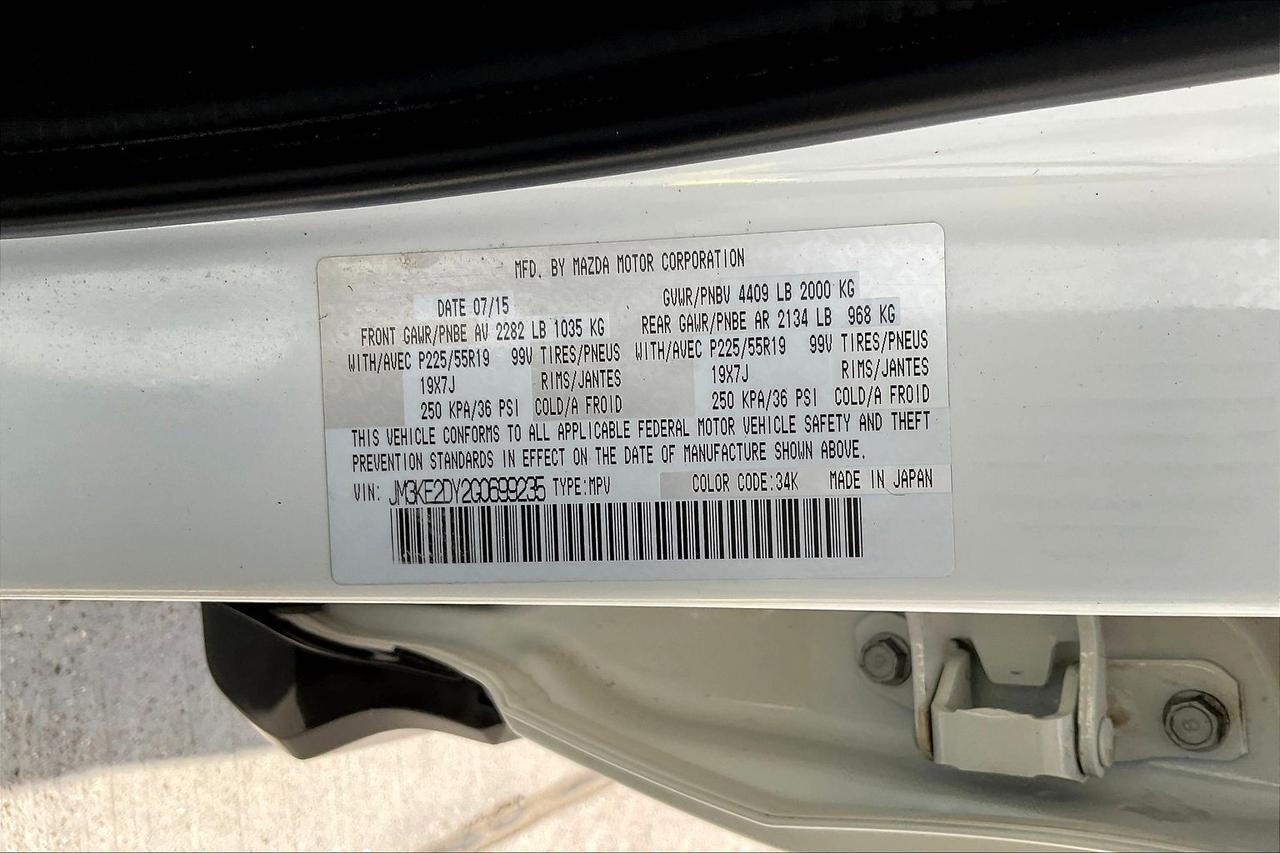 MFD. BY MAZDA MOTOR CORPORATION
DATE 07/15 GVWR/PNBV 4409 LB 2000 KG
FRONT GAWR/PNBE AV 2282 LB 1035 KG REAR GAWR/PNBE AR 2134 LB 968 KG
WITH/AVEC P225/55R19 99V TIRES/PNEUS WITH/AVEC P225/55R19 99V TIRES/PNEUS
19X7J RIMS/JANTES 19X7J RIMS/JANTES
250 KPA/36 PSI COLD/A FROID 250 KPA/36 PSI COLD/A FROID
THIS VEHICLE CONFORMS TO ALL APPLICABLE FEDERAL MOTOR VEHICLE SAFETY AND THEFT
PREVENTION STANDARDS IN EFFECT ON THE DATE OF MANUFACTURE SHOWN ABOVE.
VIN: JM3KE2DY2G0699235 TYPE:MPV COLOR CODE:34K MADE IN JAPAN
8